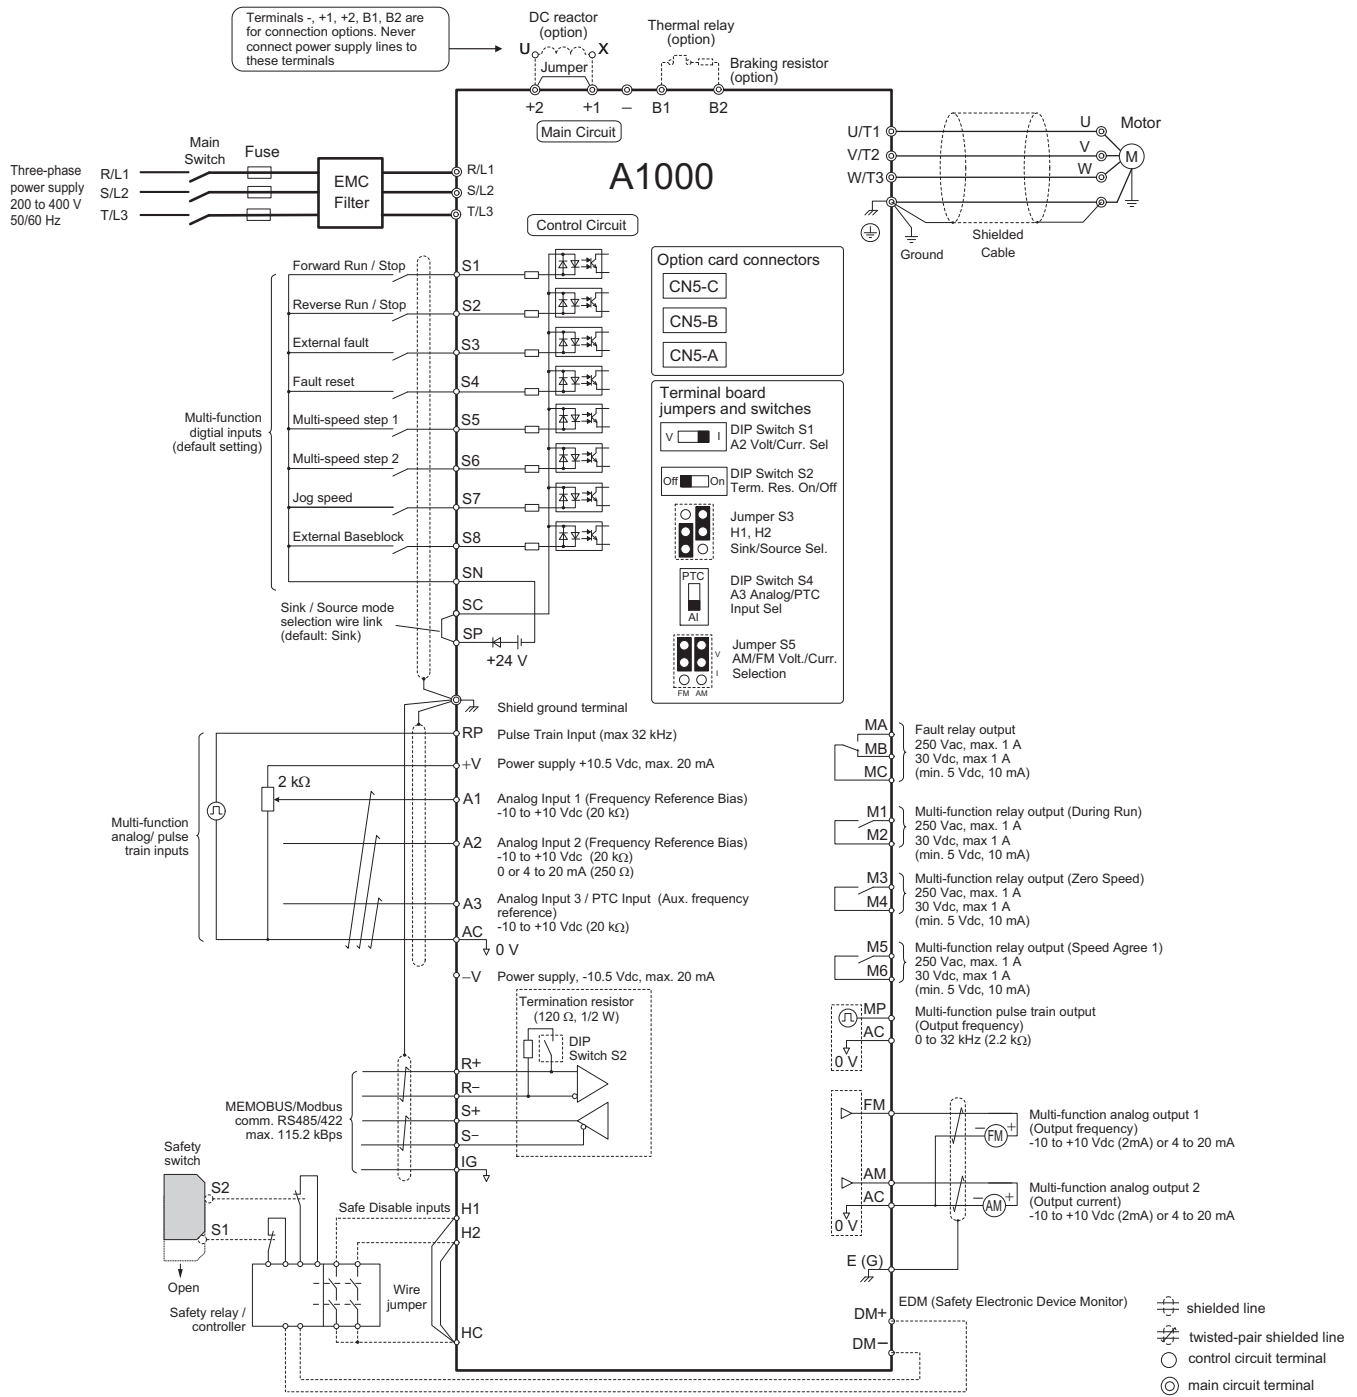 Terminals -, +1, +2, B1, B2 are
for connection options. Never
connect power supply lines to
these terminals
DC reactor
(option)
U X
Jumper
Thermal relay
(option)
Braking resistor
(option)
+2 +1 – B1 B2
Main Circuit
A1000
Three-phase
power supply
200 to 400 V
50/60 Hz
R/L1
S/L2
T/L3
Main
Switch
Fuse
EMC
Filter
R/L1
S/L2
T/L3
U/T1
V/T2
W/T3
U
V
W
Motor
M
Ground
Shielded
Cable
Control Circuit
Multi-function
digtial inputs
(default setting)
Forward Run / Stop
S1
Reverse Run / Stop
S2
External fault
S3
Fault reset
S4
Multi-speed step 1
S5
Multi-speed step 2
S6
Jog speed
S7
External Baseblock
S8
SN
SC
SP
+24 V
Sink / Source mode
selection wire link
(default: Sink)
Option card connectors
CN5-C
CN5-B
CN5-A
Terminal board
jumpers and switches
V I
DIP Switch S1
A2 Volt/Curr. Sel
Off On
DIP Switch S2
Term. Res. On/Off
Jumper S3
H1, H2
Sink/Source Sel.
PTC
AI
DIP Switch S4
A3 Analog/PTC
Input Sel
V
I
FM AM
Jumper S5
AM/FM Volt./Curr.
Selection
Shield ground terminal
Multi-function
analog/ pulse
train inputs
2 kΩ
RP
Pulse Train Input (max 32 kHz)
+V
Power supply +10.5 Vdc, max. 20 mA
A1
Analog Input 1 (Frequency Reference Bias)
-10 to +10 Vdc (20 kΩ)
A2
Analog Input 2 (Frequency Reference Bias)
-10 to +10 Vdc (20 kΩ)
0 or 4 to 20 mA (250 Ω)
A3
Analog Input 3 / PTC Input (Aux. frequency
reference)
-10 to +10 Vdc (20 kΩ)
AC
0 V
–V
Power supply, -10.5 Vdc, max. 20 mA
Termination resistor
(120 Ω, 1/2 W)
DIP
Switch S2
MEMOBUS/Modbus
comm. RS485/422
max. 115.2 kBps
R+
R–
S+
S–
IG
Safety
switch
S2
S1
Open
Safety relay /
controller
Safe Disable inputs
H1
H2
Wire
jumper
HC
MA
MB
MC
Fault relay output
250 Vac, max. 1 A
30 Vdc, max 1 A
(min. 5 Vdc, 10 mA)
M1
M2
Multi-function relay output (During Run)
250 Vac, max. 1 A
30 Vdc, max 1 A
(min. 5 Vdc, 10 mA)
M3
M4
Multi-function relay output (Zero Speed)
250 Vac, max. 1 A
30 Vdc, max 1 A
(min. 5 Vdc, 10 mA)
M5
M6
Multi-function relay output (Speed Agree 1)
250 Vac, max. 1 A
30 Vdc, max 1 A
(min. 5 Vdc, 10 mA)
MP
AC
0 V
Multi-function pulse train output
(Output frequency)
0 to 32 kHz (2.2 kΩ)
FM
– FM +
Multi-function analog output 1
(Output frequency)
-10 to +10 Vdc (2mA) or 4 to 20 mA
AM
AC
0 V
– AM +
Multi-function analog output 2
(Output current)
-10 to +10 Vdc (2mA) or 4 to 20 mA
E (G)
EDM (Safety Electronic Device Monitor)
DM+
DM–
shielded line
twisted-pair shielded line
control circuit terminal
main circuit terminal